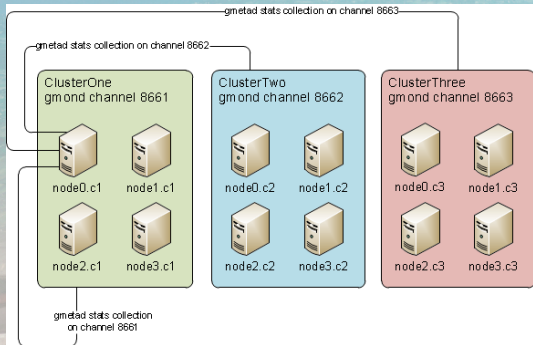 gmetad stats collection on channel 8663
gmetad stats collection on channel 8662
ClusterOne
gmond channel 8661
node0.c1
node1.c1
node2.c1
node3.c1
ClusterTwo
gmond channel 8662
node0.c2
node1.c2
node2.c2
node3.c2
ClusterThree
gmond channel 8663
node0.c3
node1.c3
node2.c3
node3.c3
gmetad stats collection
on channel 8661